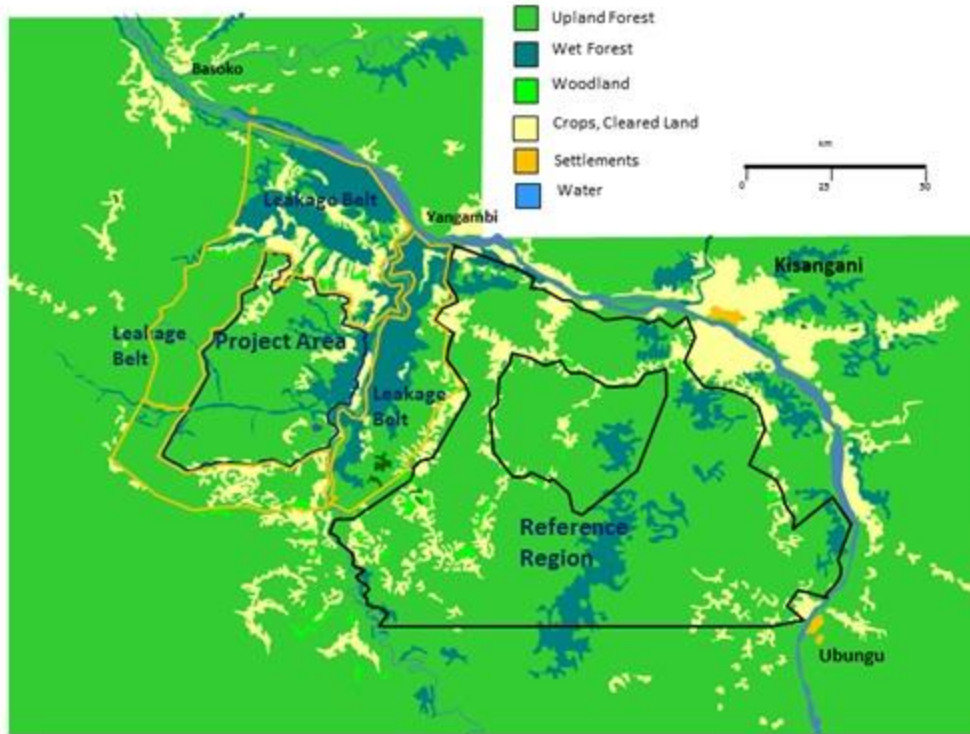 Upland Forest
Wet Forest
Woodland
Crops, Cleared Land
Settlements
Water
km
0 25 50
Basoko
Leakago Belt
Yangambi
Kisangani
Leakage
Belt
Project Area
Leakage
Belt
Reference
Region
Ubungu